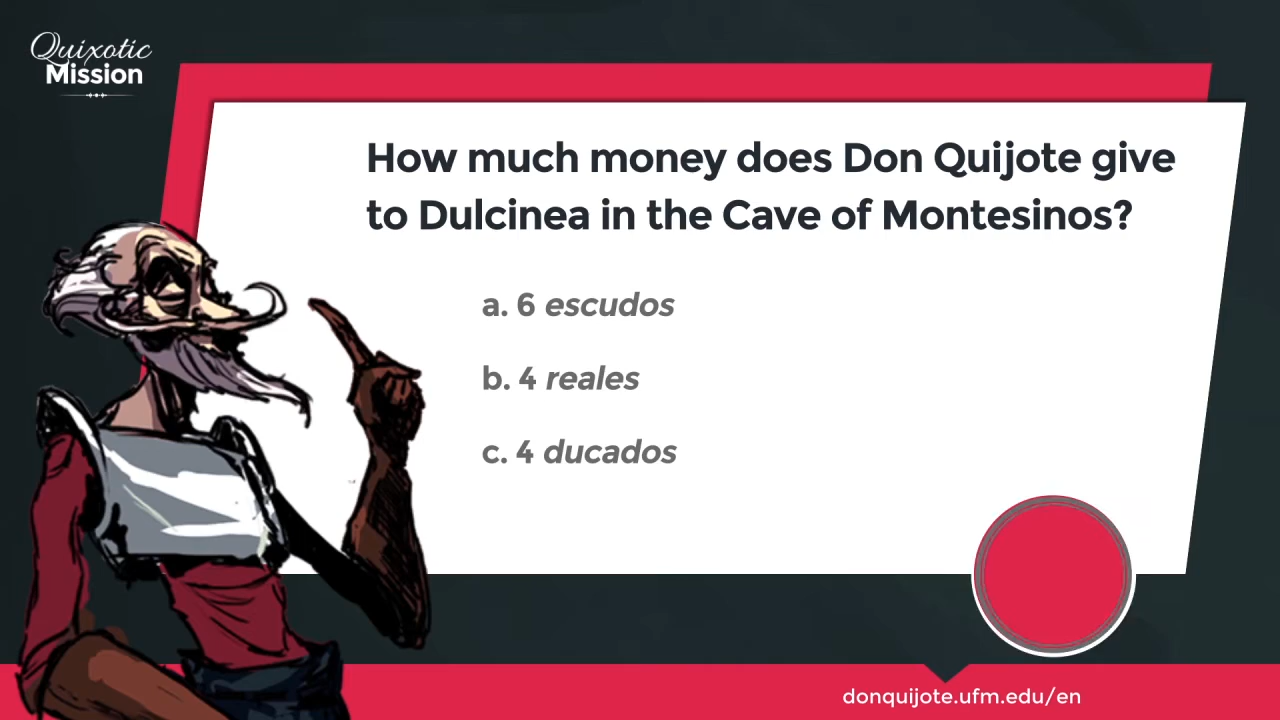 Quixotic
Mission
How much money does Don Quijote give
to Dulcinea in the Cave of Montesinos?
a. 6 escudos
b. 4 reales
c. 4 ducados
donquijote.ufm.edu/en